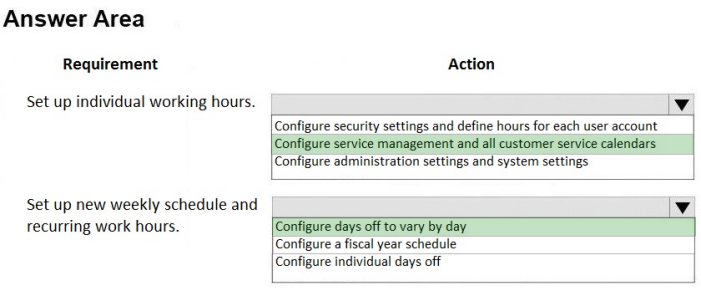 Answer Area
Requirement Action
Set up individual working hours.
Configure security settings and define hours for each user account
Configure service management and all customer service calendars
Configure administration settings and system settings
Set up new weekly schedule and
recurring work hours.
Configure days off to vary by day
Configure a fiscal year schedule
Configure individual days off